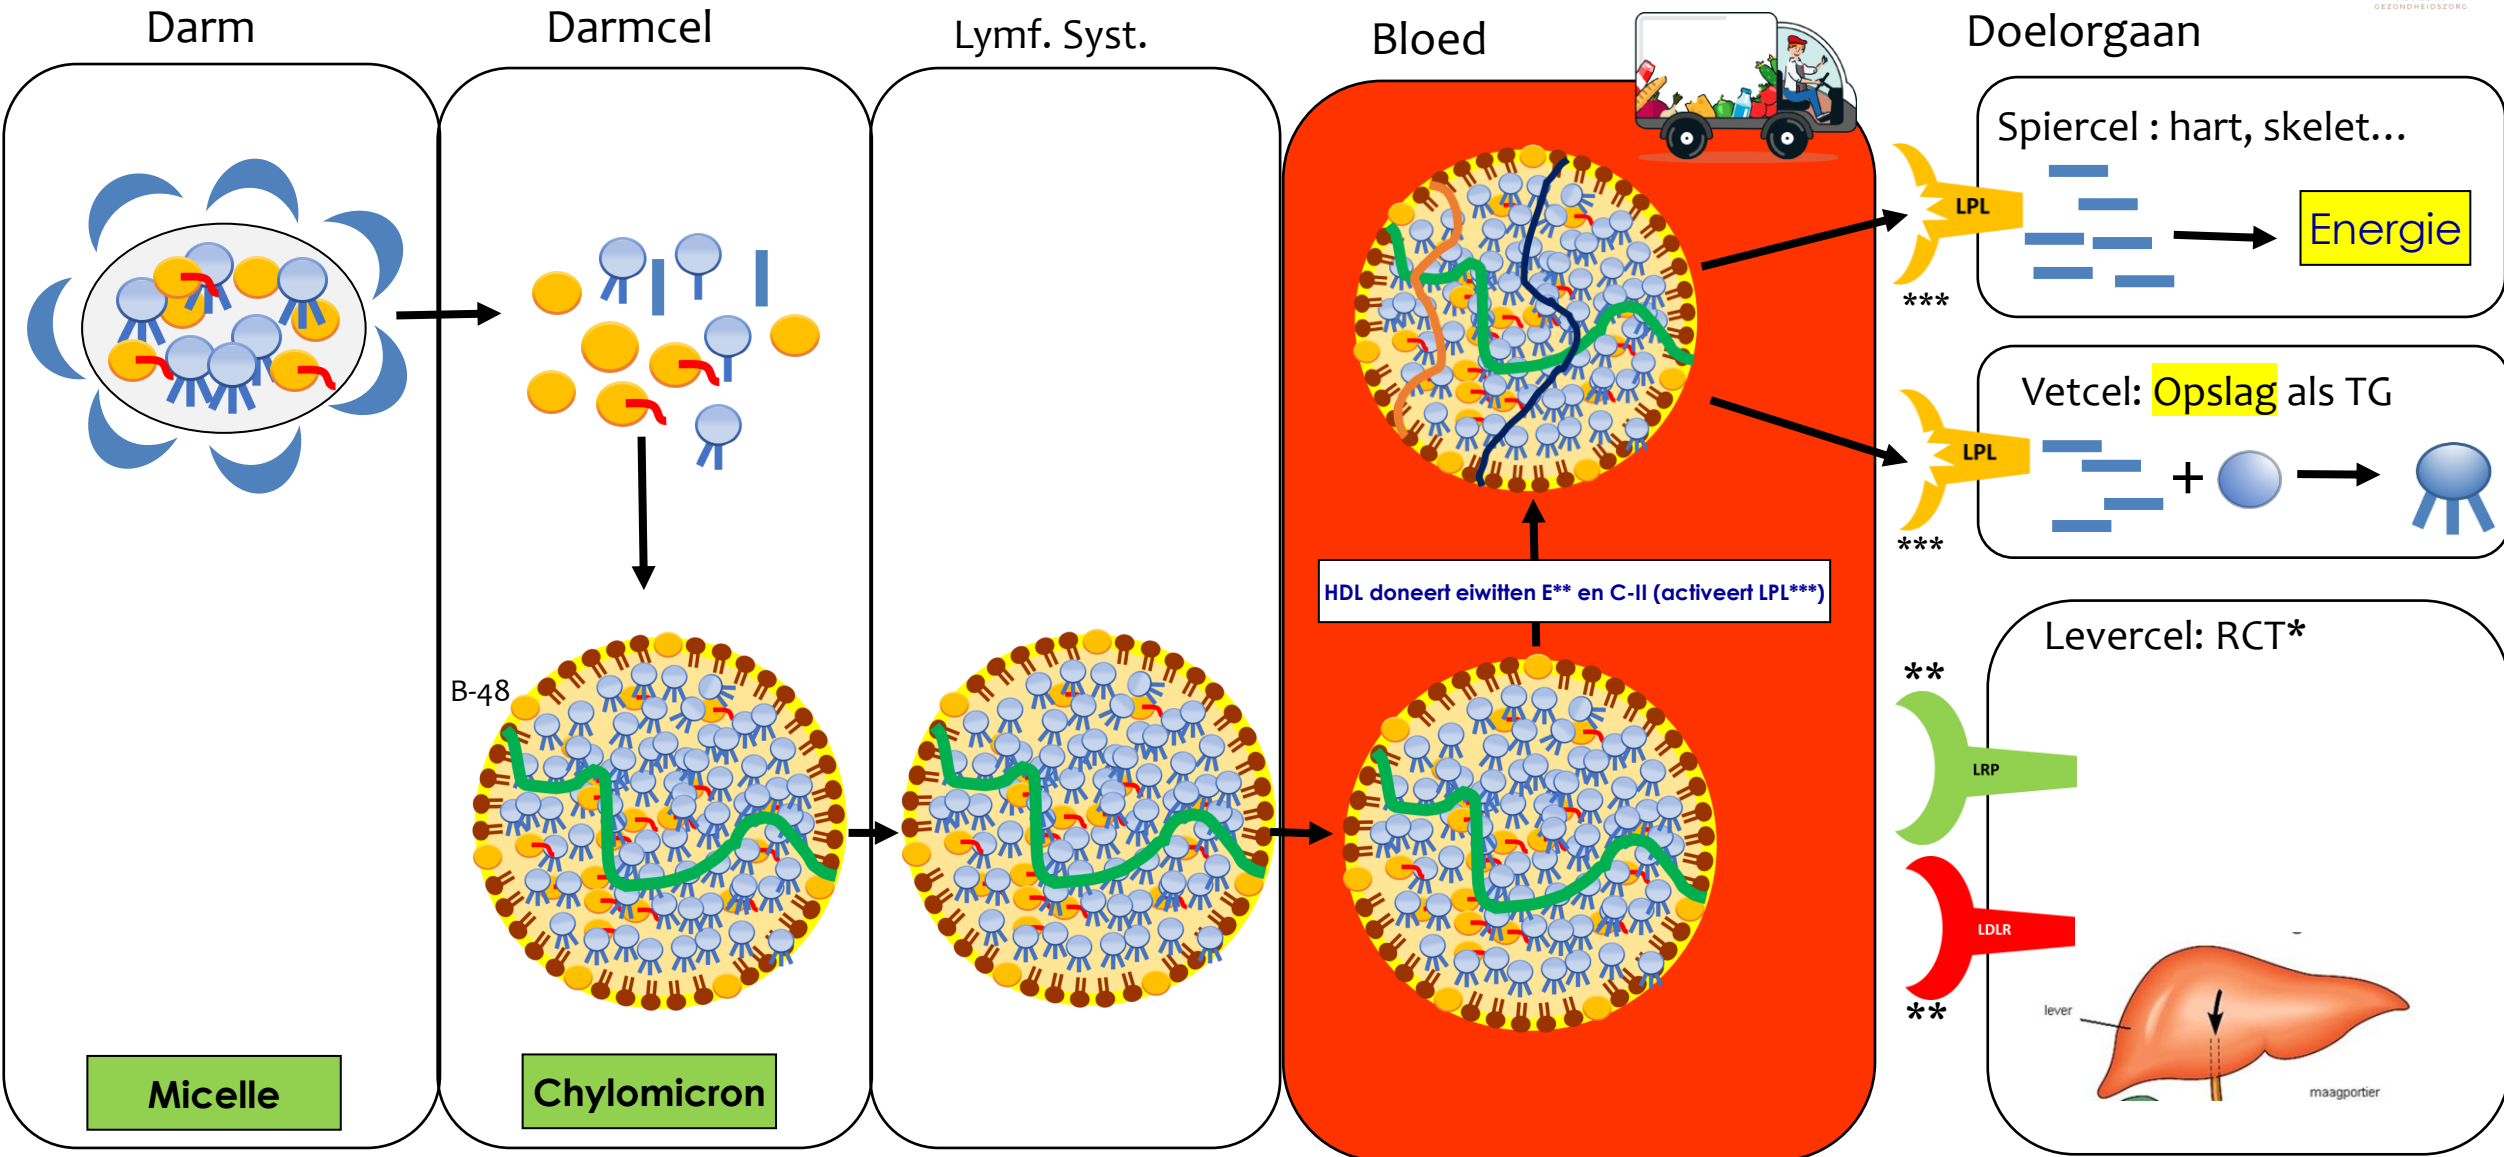 GEZONDHEIDSZORG
Darm
Darmcel
Lymf. Syst.
Bloed
Doelorgaan
Spiercel : hart, skelet...
LPL
Energie
***
Vetcel: Opslag als TG
LPL
+
***
HDL doneert eiwitten E** en C-II (activeert LPL***)
Levercel: RCT*
**
B-48
LRP
LDLR
**
lever
maagportier
Micelle
Chylomicron